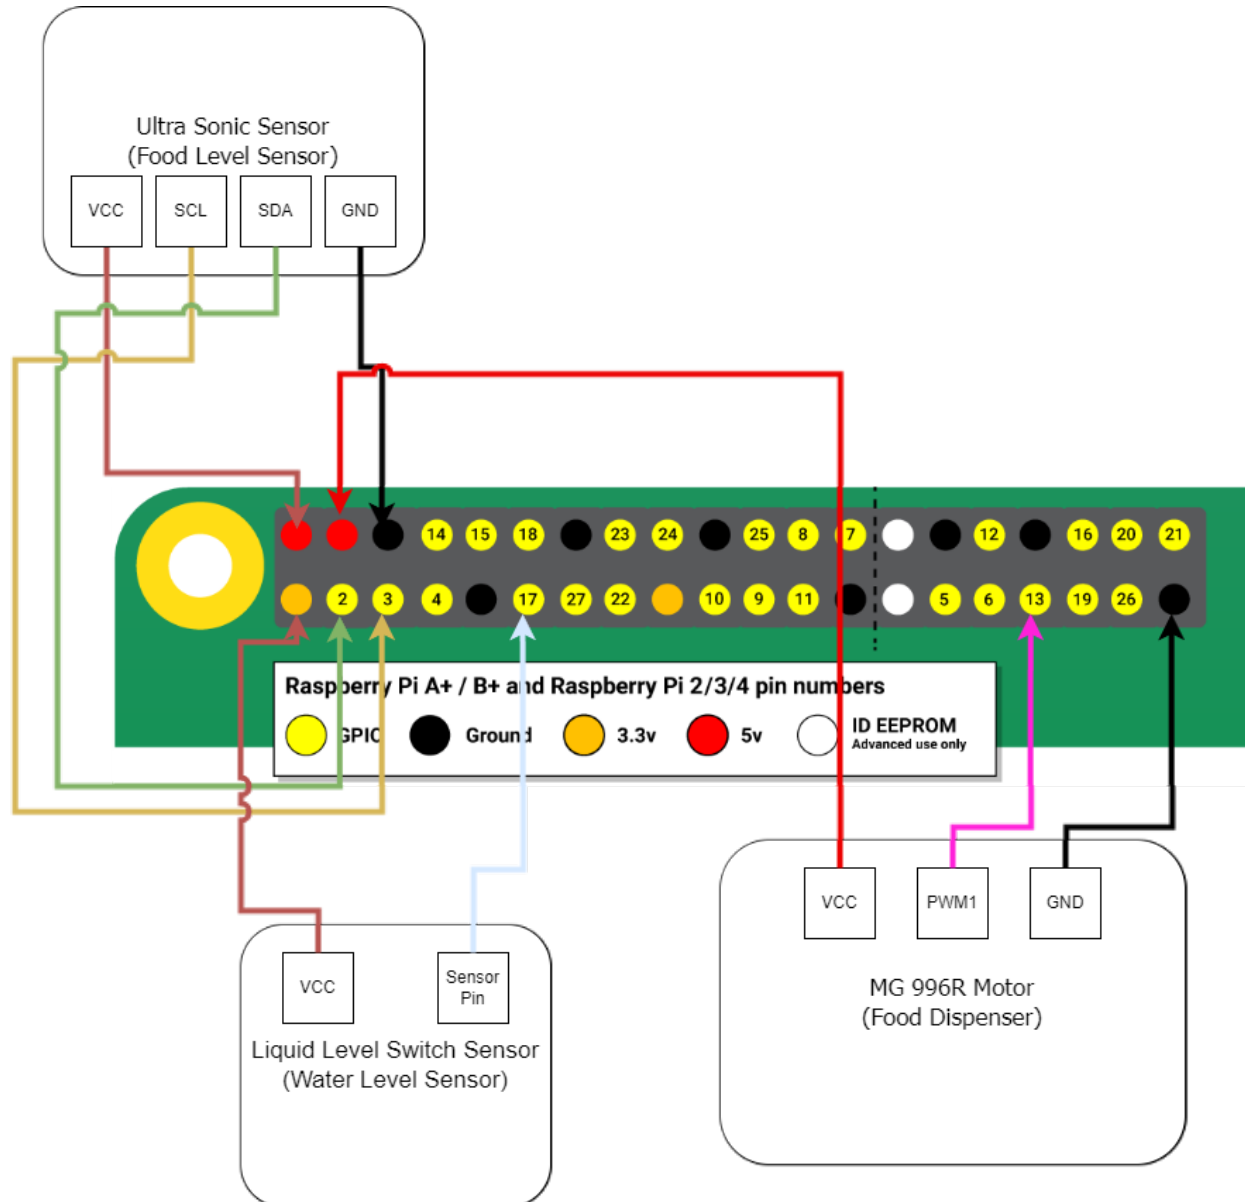 Ultra Sonic Sensor
(Food Level Sensor)
VCC SCL SDA GND
14 15 18 23 24 25 8 7 12 16 20 21
2 3 4 17 27 22 10 9 11 5 6 13 19 26
Raspberry Pi A+ / B+ and Raspberry Pi 2/3/4 pin numbers
GPIO Ground 3.3v 5v ID EEPROM
Advanced use only
VCC PWM1 GND
MG 996R Motor
(Food Dispenser)
VCC Sensor
Pin
Liquid Level Switch Sensor
(Water Level Sensor)